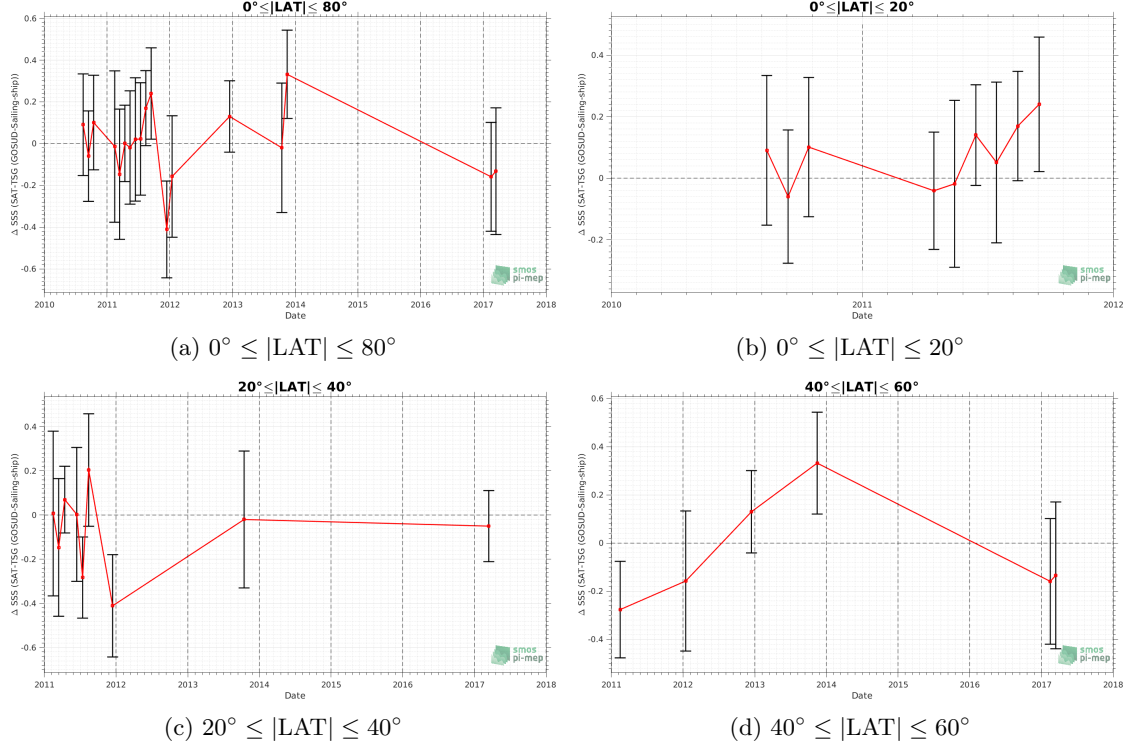 0°≤|LAT|≤ 80°
Δ SSS (SAT-TSG (GOSUD-Sailing-ship))
0.6
0.4
0.2
0
-0.2
-0.4
-0.6
2010 2011 2012 2013 2014 2015 2016 2017 2018
Date
smos
pi-mep
(a) 0° ≤ |LAT| ≤ 80°
0°≤|LAT|≤ 20°
Δ SSS (SAT-TSG (GOSUD-Sailing-ship))
0.4
0.2
0
-0.2
2010 2011 2012
Date
smos
pi-mep
(b) 0° ≤ |LAT| ≤ 20°
20°≤|LAT|≤ 40°
Δ SSS (SAT-TSG (GOSUD-Sailing-ship))
0.4
0.2
0
-0.2
-0.4
-0.6
2011 2012 2013 2014 2015 2016 2017 2018
Date
smos
pi-mep
(c) 20° ≤ |LAT| ≤ 40°
40°≤|LAT|≤ 60°
Δ SSS (SAT-TSG (GOSUD-Sailing-ship))
0.6
0.4
0.2
0
-0.2
-0.4
2011 2012 2013 2014 2015 2016 2017 2018
Date
smos
pi-mep
(d) 40° ≤ |LAT| ≤ 60°